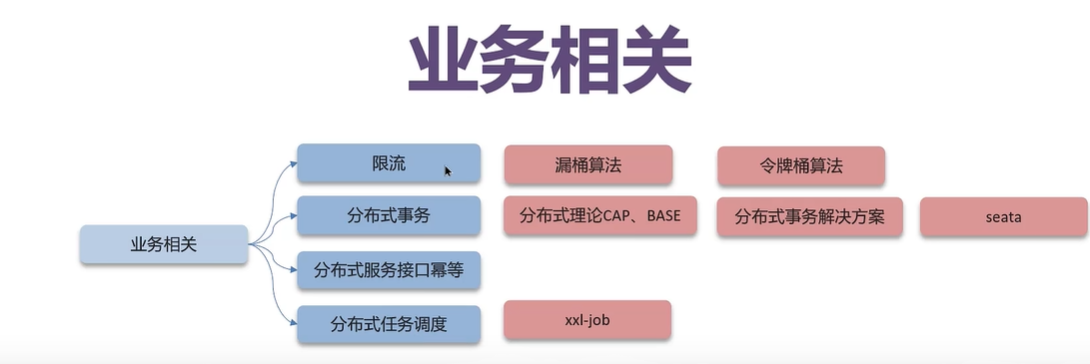 业务相关
限流
漏桶算法
令牌桶算法
分布式事务
分布式理论CAP、BASE
分布式事务解决方案
seata
业务相关
分布式服务接口幂等
分布式任务调度
xxl-job